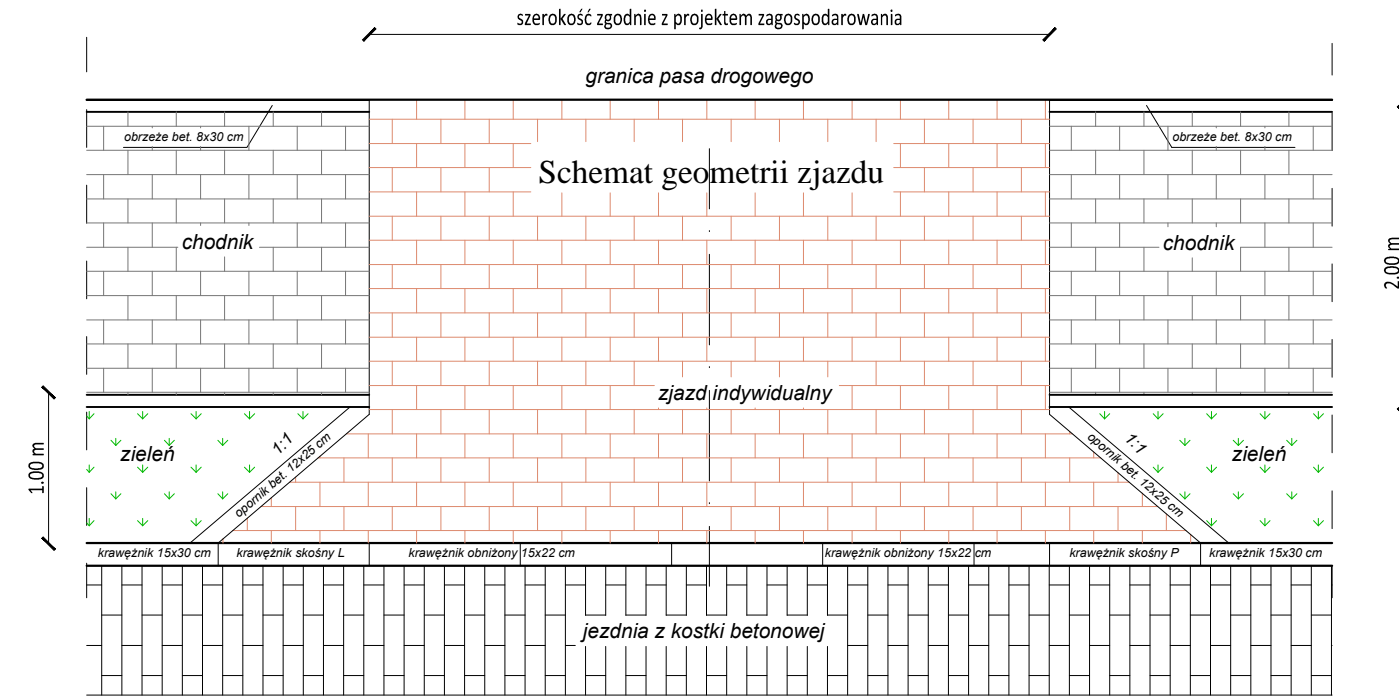 szerokość zgodnie z projektem zagospodarowania
granica pasa drogowego
obrzeże bet. 8x30 cm
obrzeże bet. 8x30 cm
Schemat geometrii zjazdu
chodnik
chodnik
2.00 m
zjazd indywidualny
1.00 m
zieleń
1:1
opornik bet. 12x25 cm
1:1
opornik bet. 12x25 cm
zieleń
krawężnik 15x30 cm
krawężnik skośny L
krawężnik obniżony 15x22 cm
krawężnik obniżony 15x22 cm
krawężnik skośny P
krawężnik 15x30 cm
jezdnia z kostki betonowej